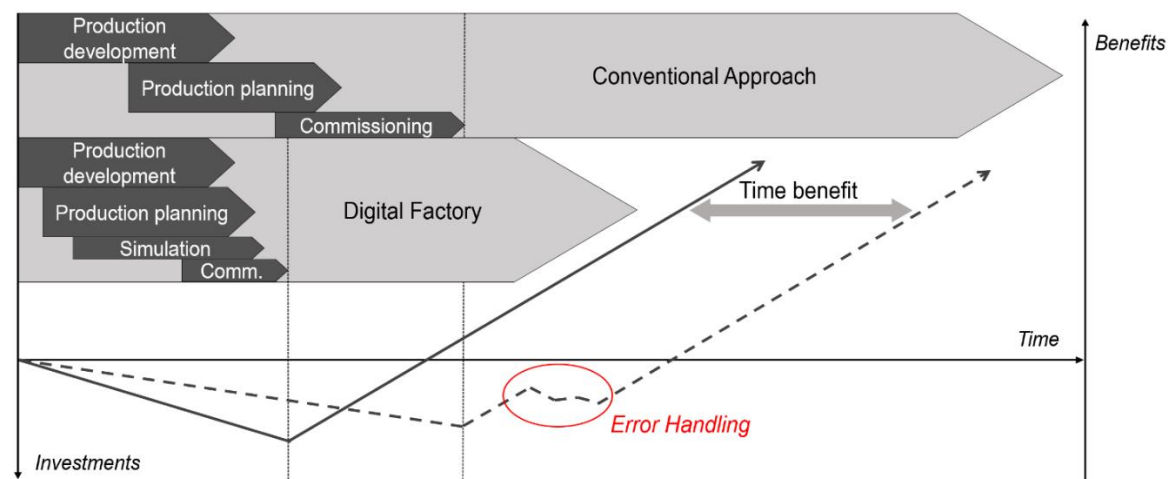 Production
development
Benefits
Conventional Approach
Production planning
Commissioning
Production
development
Time benefit
Production planning
Digital Factory
Simulation
Comm.
Time
Error Handling
Investments